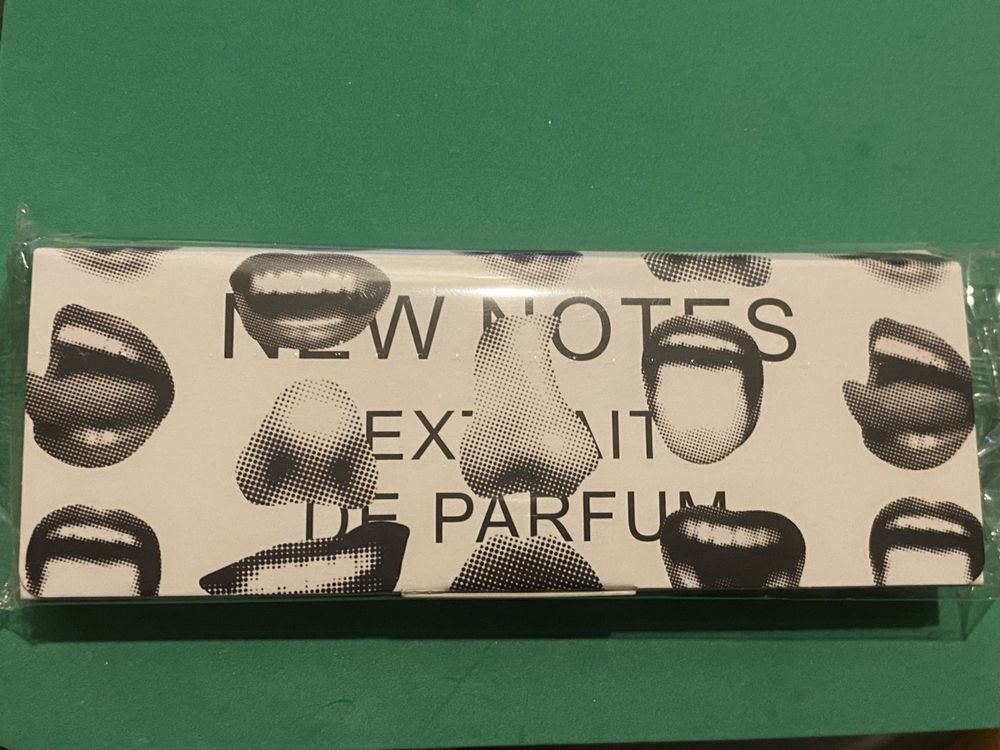 NEW NOTES
EXTRAIT
DE PARFUM